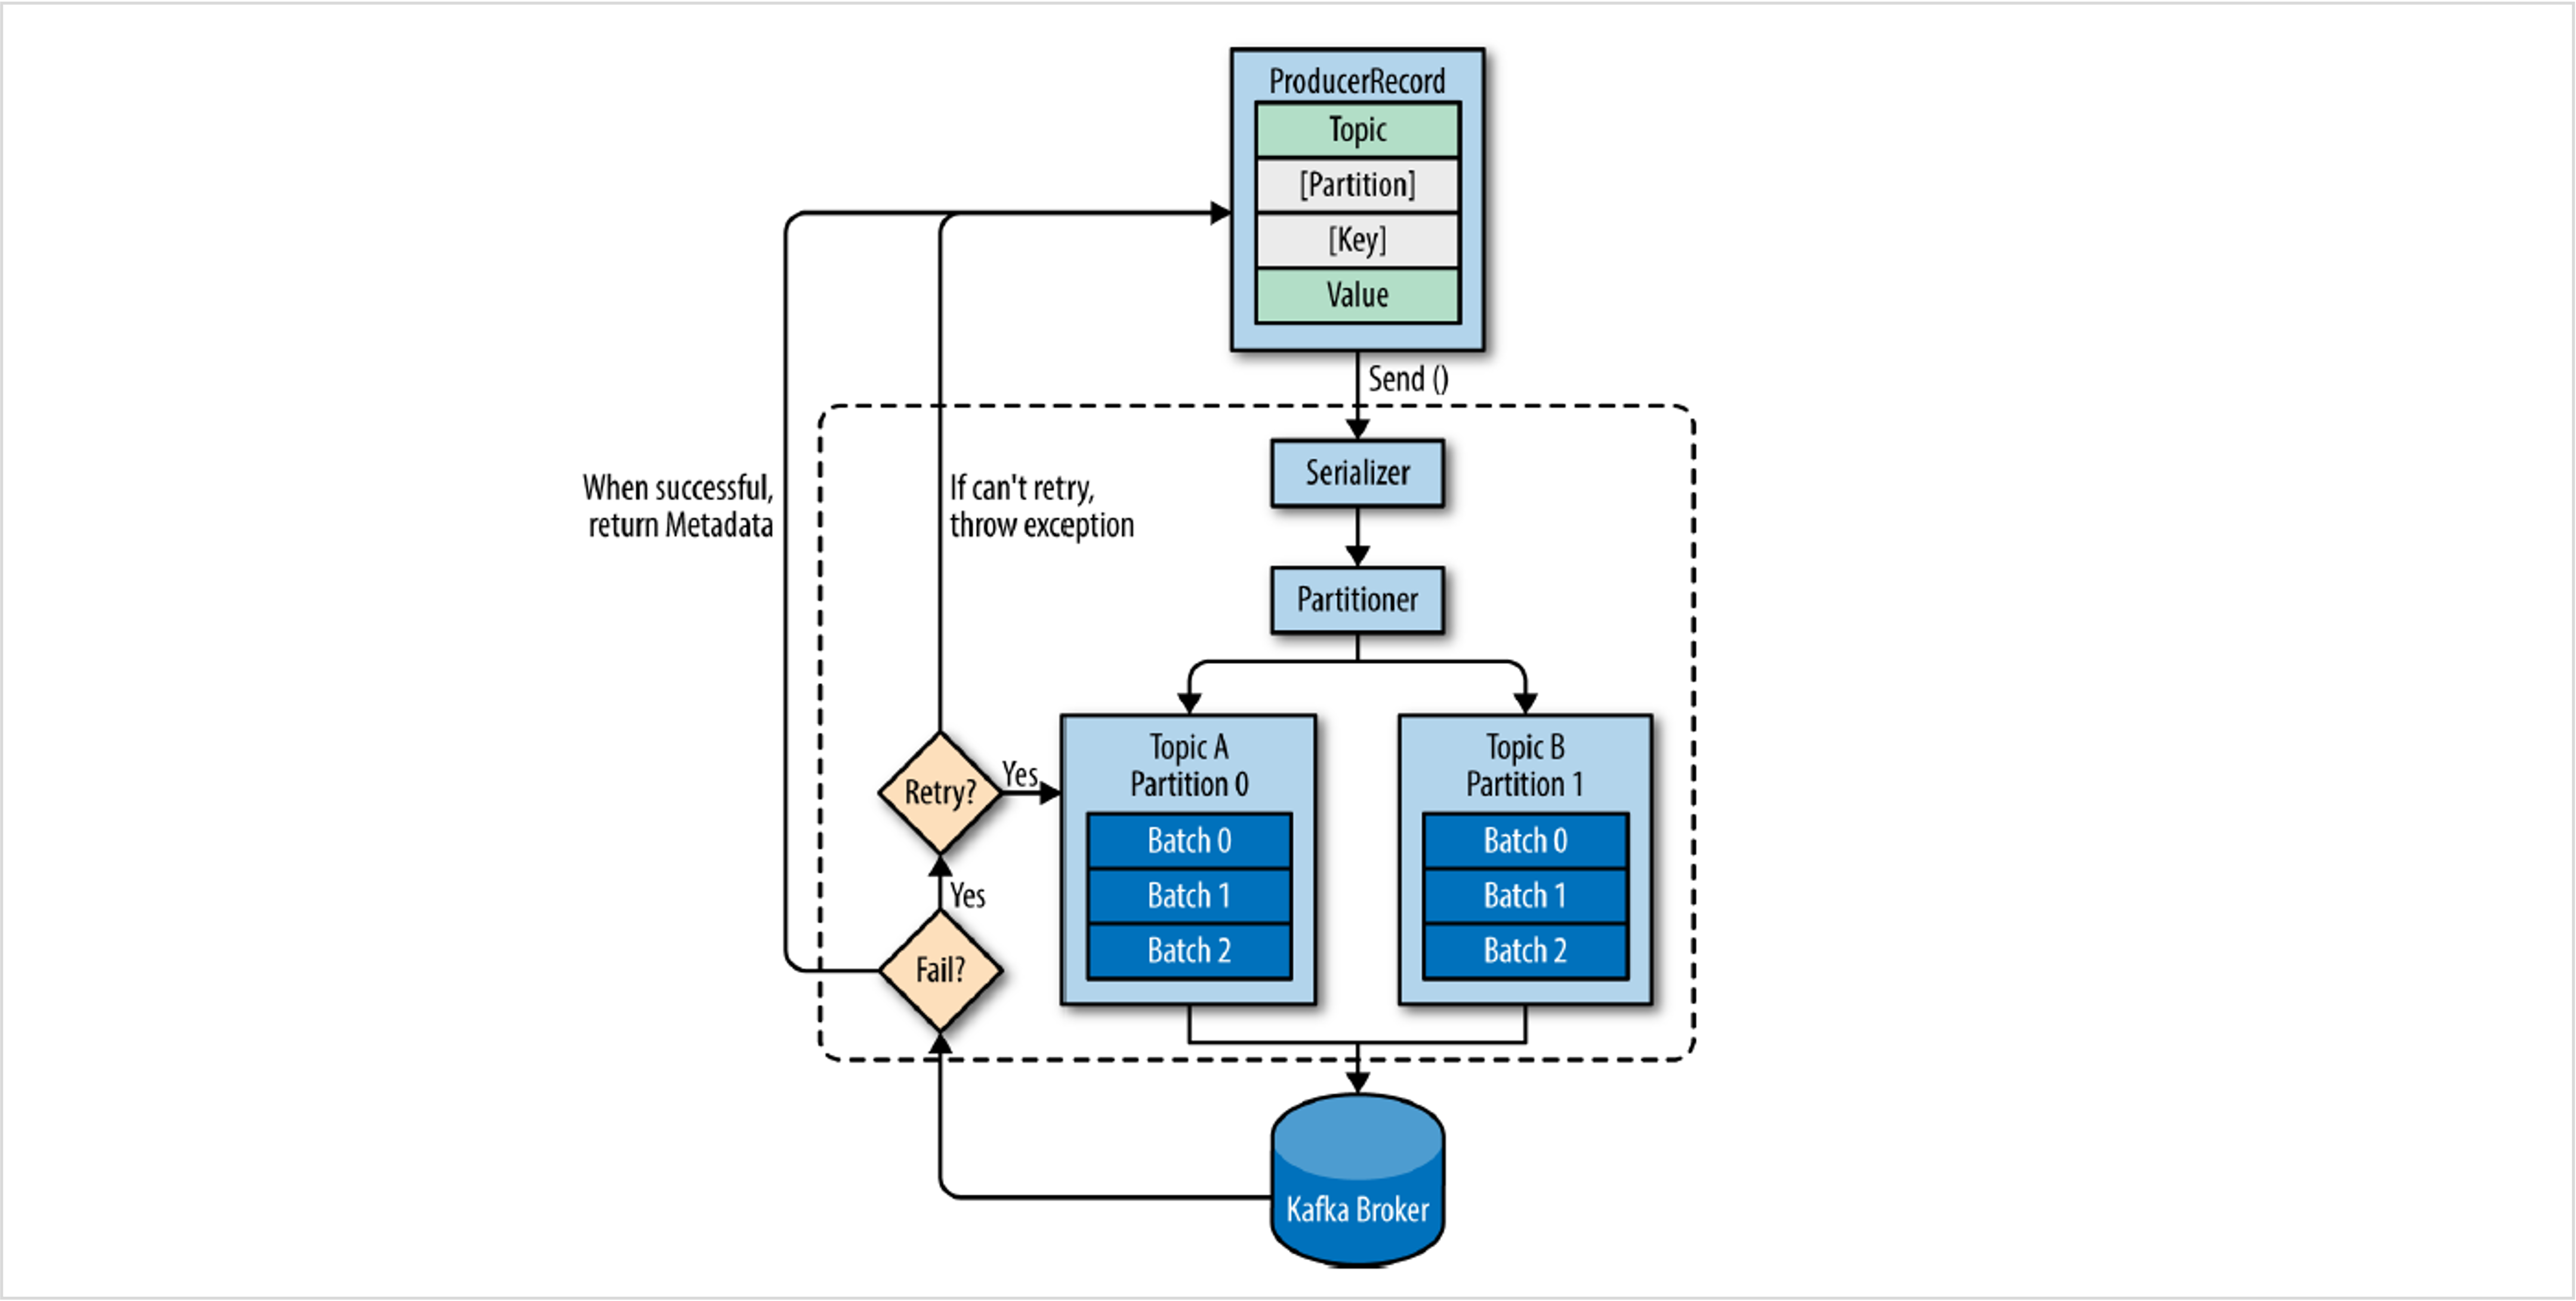 ProducerRecord
Topic
[Partition]
[Key]
Value
Send ()
Serializer
When successful,
return Metadata
If can't retry,
throw exception
Partitioner
Topic A
Partition 0
Batch 0
Batch 1
Batch 2
Topic B
Partition 1
Batch 0
Batch 1
Batch 2
Retry?
Yes
Yes
Fail?
Kafka Broker